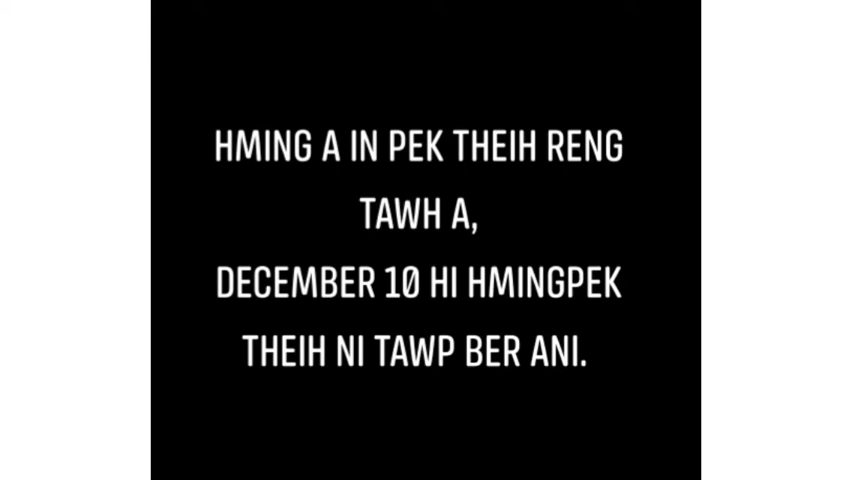 HMING A IN PEK THEIH RENG
TAWH A,
DECEMBER 10 HI HMINGPEK
THEIH NI TAWP BER ANI.